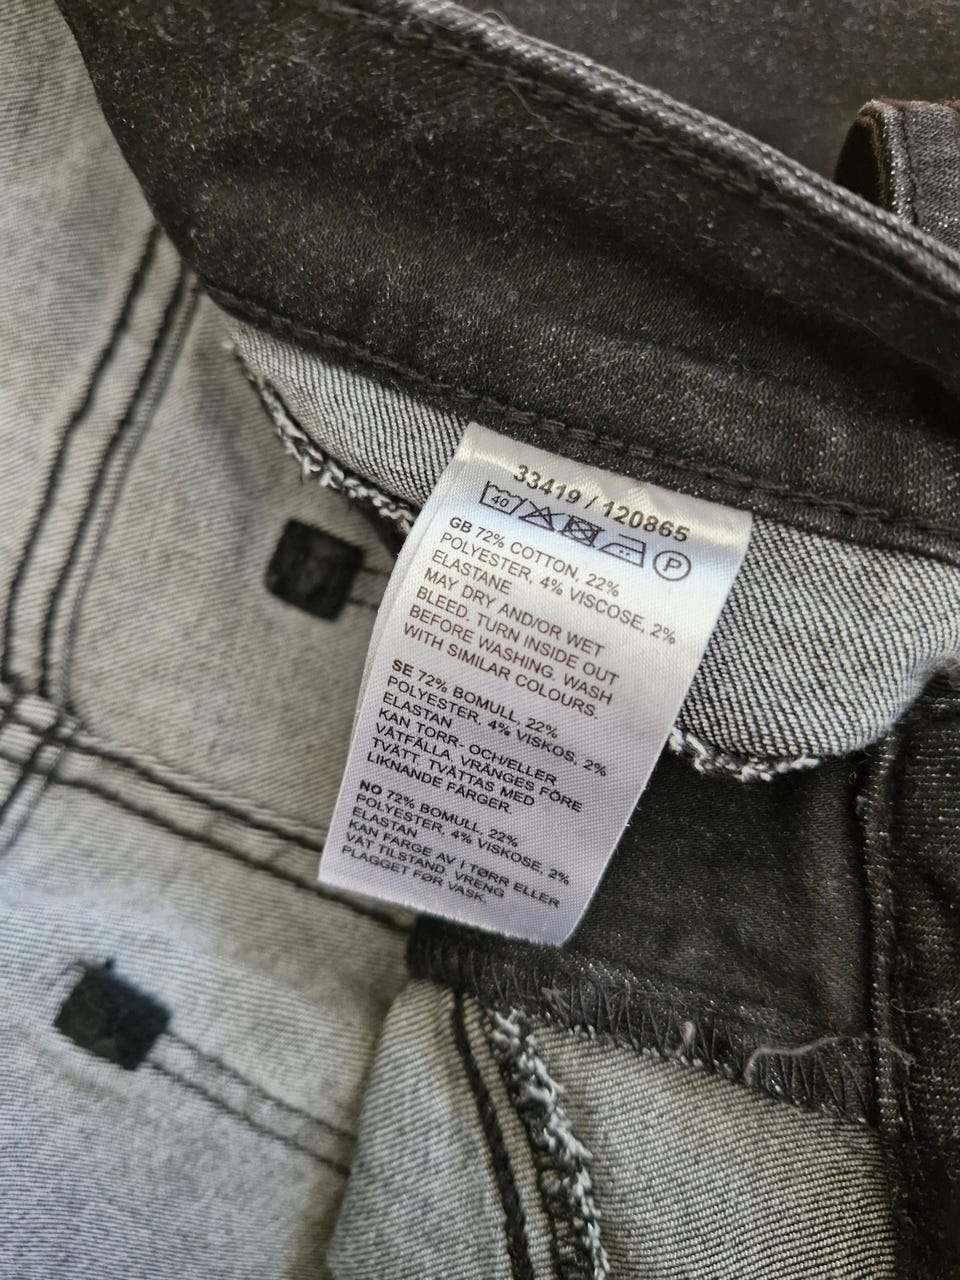 33419 / 120865
40 P
GB 72% COTTON, 22%
POLYESTER, 4% VISCOSE, 2%
ELASTANE
MAY DRY AND/OR WET
BLEED. TURN INSIDE OUT
BEFORE WASHING. WASH
WITH SIMILAR COLOURS.
SE 72% BOMULL, 22%
POLYESTER, 4% VISKOS, 2%
ELASTAN
KAN TORR- OCH/ELLER
VÅTFÄLLA. VRÄNGES FÖRE
TVÄTT. TVÄTTAS MED
LIKNANDE FÄRGER.
NO 72% BOMULL, 22%
POLYESTER, 4% VISKOSE, 2%
ELASTAN
KAN FARGE AV I TØRR ELLER
VÅT TILSTAND. VRENG
PLAGGET FØR VASK.